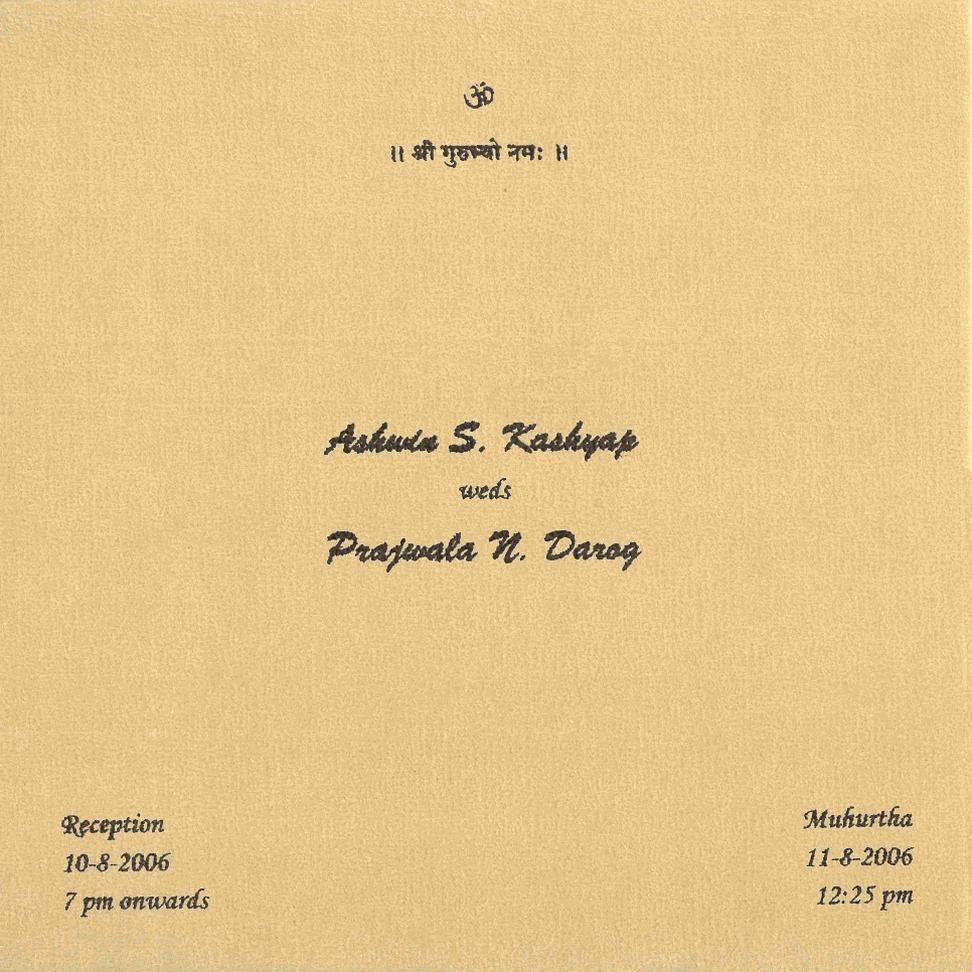 ॐ
॥ श्री गुरुभ्यो नमः ॥
Ashwin S. Kashyap
weds
Prajwala N. Darog
Reception
10-8-2006
7 pm onwards
Muhurtha
11-8-2006
12:25 pm